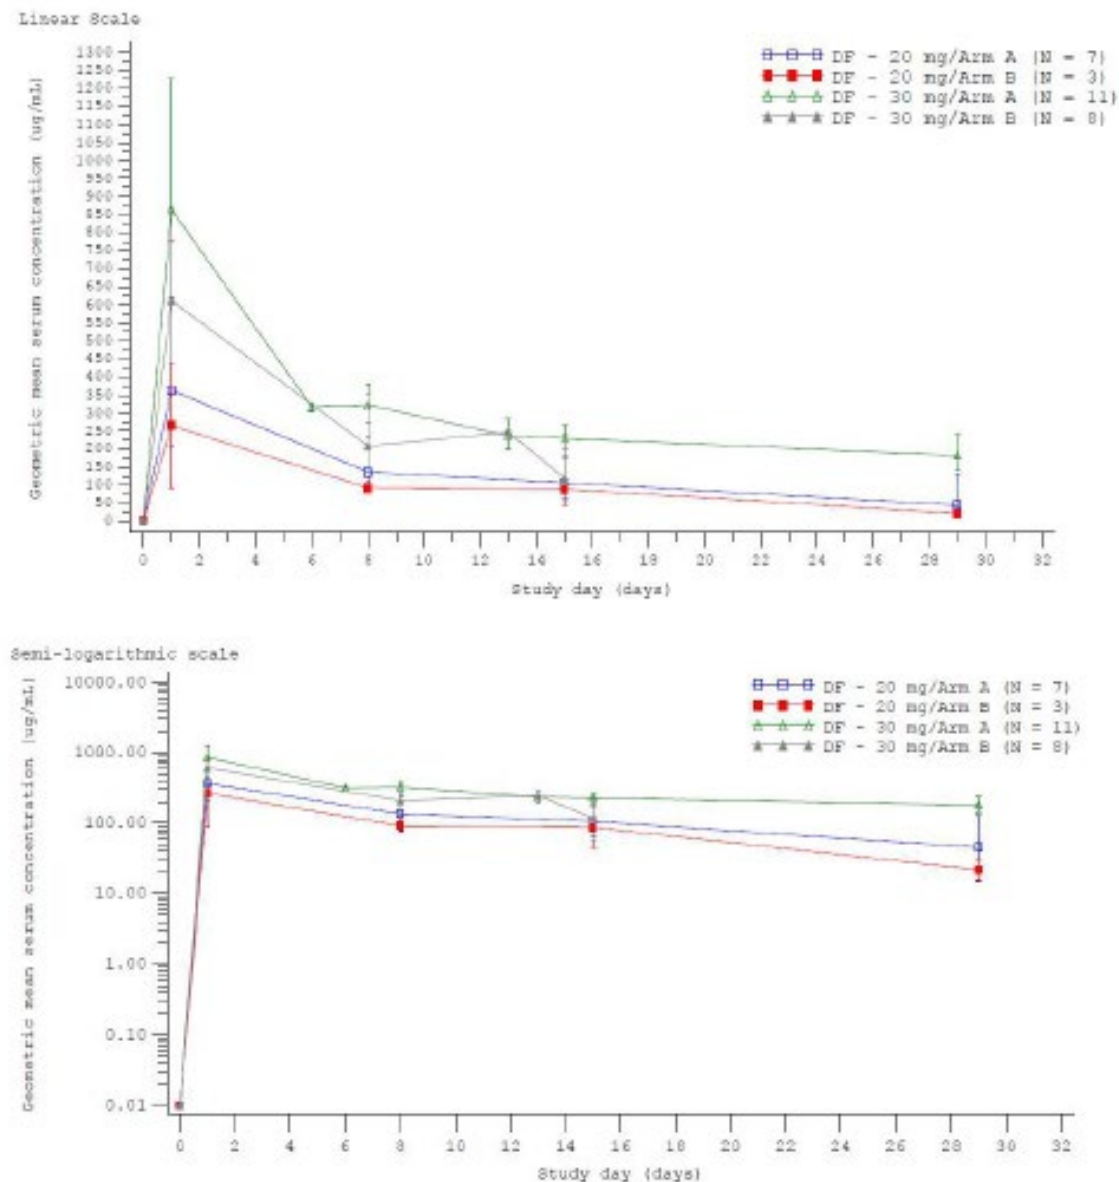 Linear Scale
Geometric mean serum concentration (ug/mL)
1300
1250
1200
1150
1100
1050
1000
950
900
850
800
750
700
650
600
550
500
450
400
350
300
250
200
150
100
50
0
DF - 20 mg/Arm A (N = 7)
DF - 20 mg/Arm B (N = 3)
DF - 30 mg/Arm A (N = 11)
DF - 30 mg/Arm B (N = 8)
0 2 4 6 8 10 12 14 16 18 20 22 24 26 28 30 32
Study day (days)
Semi-logarithmic scale
Geometric mean serum concentration (ug/mL)
10000.00
1000.00
100.00
10.00
1.00
0.10
0.01
DF - 20 mg/Arm A (N = 7)
DF - 20 mg/Arm B (N = 3)
DF - 30 mg/Arm A (N = 11)
DF - 30 mg/Arm B (N = 8)
0 2 4 6 8 10 12 14 16 18 20 22 24 26 28 30 32
Study day (days)